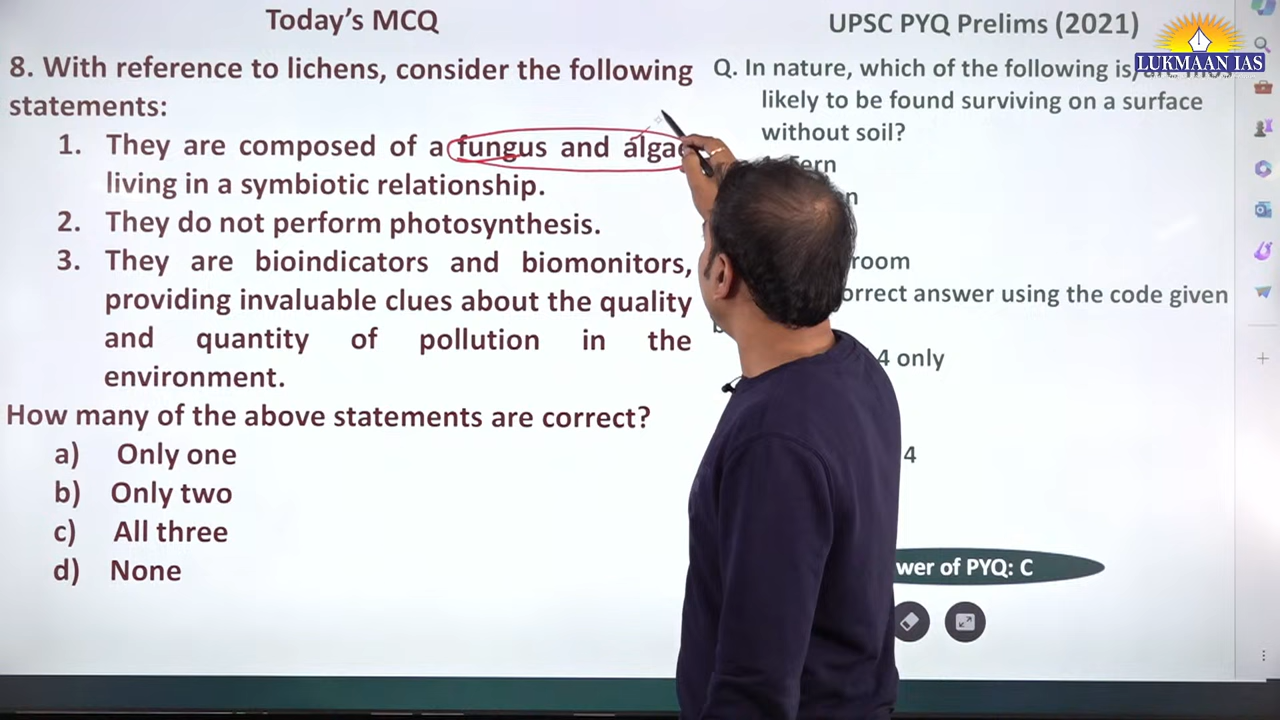 Today's MCQ
8. With reference to lichens, consider the following
statements:
1. They are composed of a fungus and algae
living in a symbiotic relationship.
2. They do not perform photosynthesis.
3. They are bioindicators and biomonitors,
providing invaluable clues about the quality
and quantity of pollution in the
environment.
How many of the above statements are correct?
a) Only one
b) Only two
c) All three
d) None
UPSC PYQ Prelims (2021)
LUKMAAN IAS
Q. In nature, which of the following is/
likely to be found surviving on a surface
without soil?
Fern
n
room
orrect answer using the code given
4 only
4
wer of PYQ: C